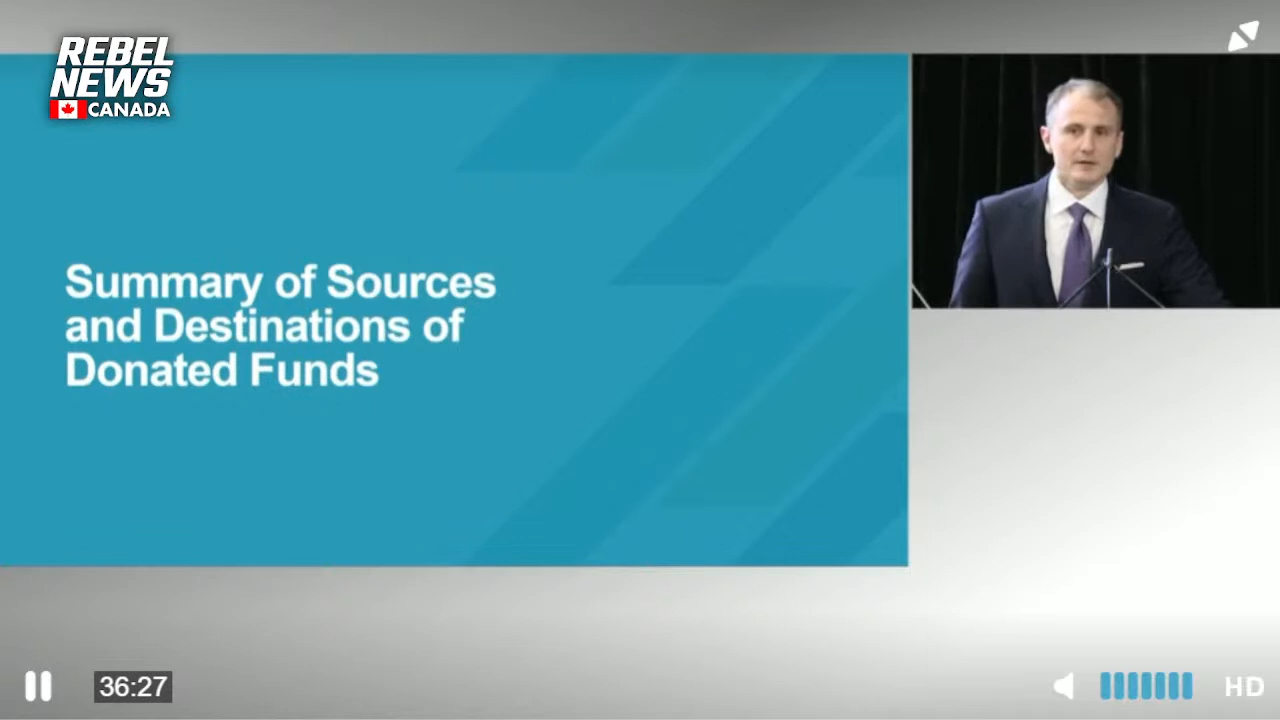 REBEL
NEWS
CANADA
Summary of Sources
and Destinations of
Donated Funds
36:27
HD